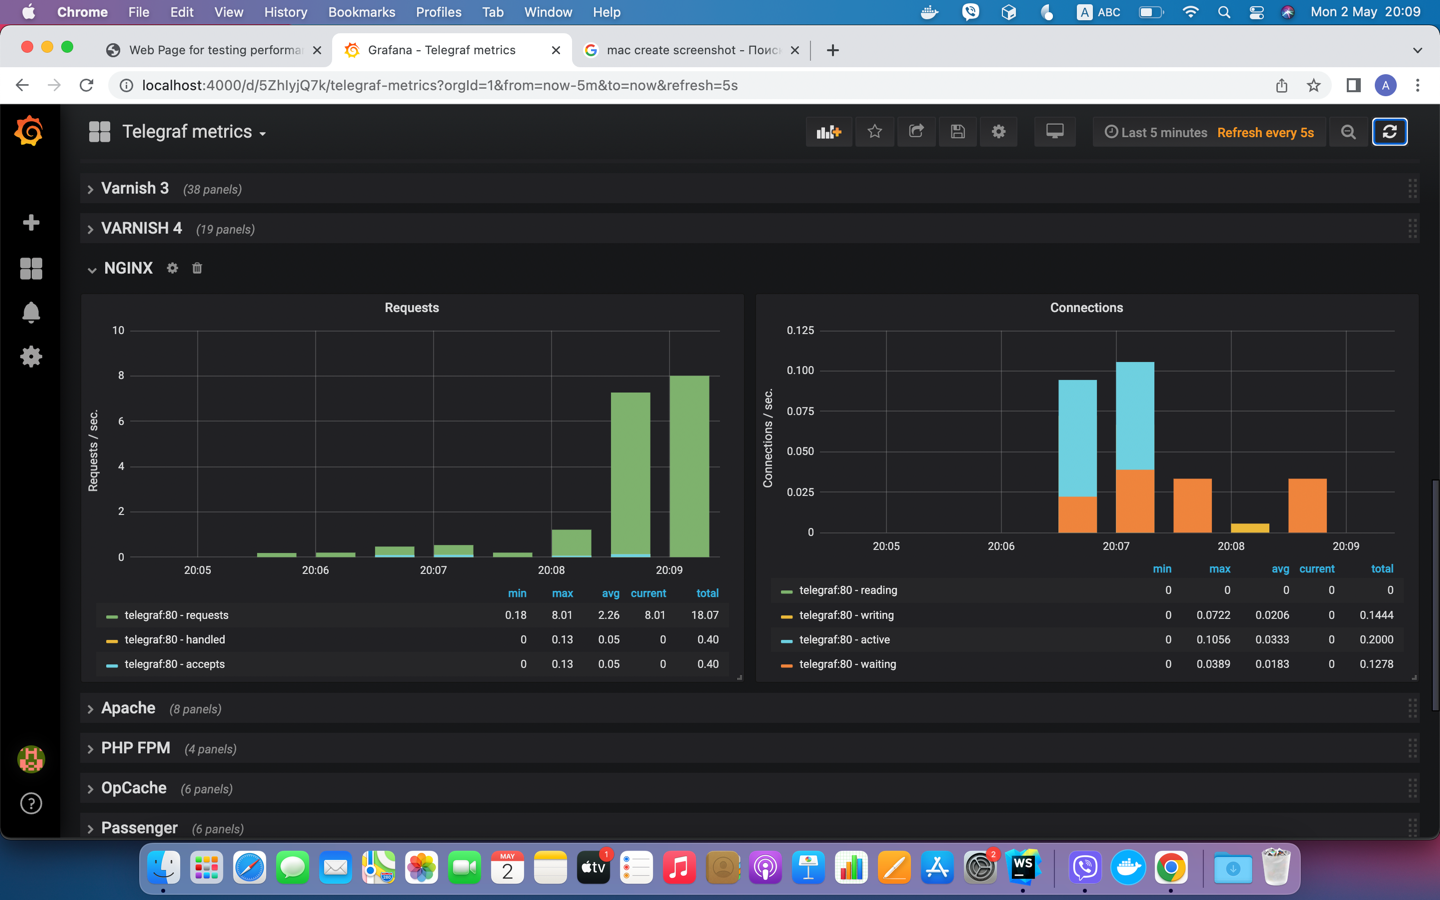 Chrome File Edit View History Bookmarks Profiles Tab Window Help A ABC Mon 2 May 20:09
Web Page for testing performa
Grafana - Telegraf metrics
mac create screenshot - Поис
localhost:4000/d/5ZhIyjQ7k/telegraf-metrics?orgId=1&from=now-5m&to=now&refresh=5s
A
Telegraf metrics
Last 5 minutes Refresh every 5s
Varnish 3 (38 panels)
VARNISH 4 (19 panels)
NGINX
Requests
10
8
6
4
2
0
Requests / sec.
20:05 20:06 20:07 20:08 20:09
min max avg current total
telegraf:80 - requests 0.18 8.01 2.26 8.01 18.07
telegraf:80 - handled 0 0.13 0.05 0 0.40
telegraf:80 - accepts 0 0.13 0.05 0 0.40
Connections
0.125
0.100
0.075
0.050
0.025
0
Connections / sec.
20:05 20:06 20:07 20:08 20:09
min max avg current total
telegraf:80 - reading 0 0 0 0 0
telegraf:80 - writing 0 0.0722 0.0206 0 0.1444
telegraf:80 - active 0 0.1056 0.0333 0 0.2000
telegraf:80 - waiting 0 0.0389 0.0183 0 0.1278
Apache (8 panels)
PHP FPM (4 panels)
OpCache (6 panels)
Passenger (6 panels)
MAY
2
tv
1
2
WS